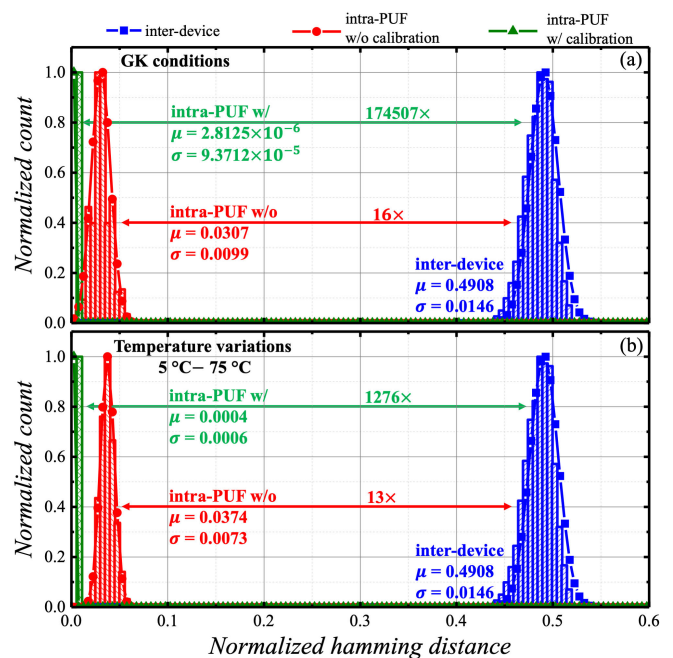 inter-device
intra-PUF
w/o calibration
intra-PUF
w/ calibration
GK conditions
(a)
1.0
0.8
0.6
0.4
0.2
0.0
Normalized count
intra-PUF w/
174507×
μ = 2.8125×10⁻⁶
σ = 9.3712×10⁻⁵
intra-PUF w/o
16×
μ = 0.0307
σ = 0.0099
inter-device
μ = 0.4908
σ = 0.0146
Temperature variations
5 °C– 75 °C
(b)
1.0
0.8
0.6
0.4
0.2
0.0
Normalized count
intra-PUF w/
1276×
μ = 0.0004
σ = 0.0006
intra-PUF w/o
13×
μ = 0.0374
σ = 0.0073
inter-device
μ = 0.4908
σ = 0.0146
0.0 0.1 0.2 0.3 0.4 0.5 0.6
Normalized hamming distance